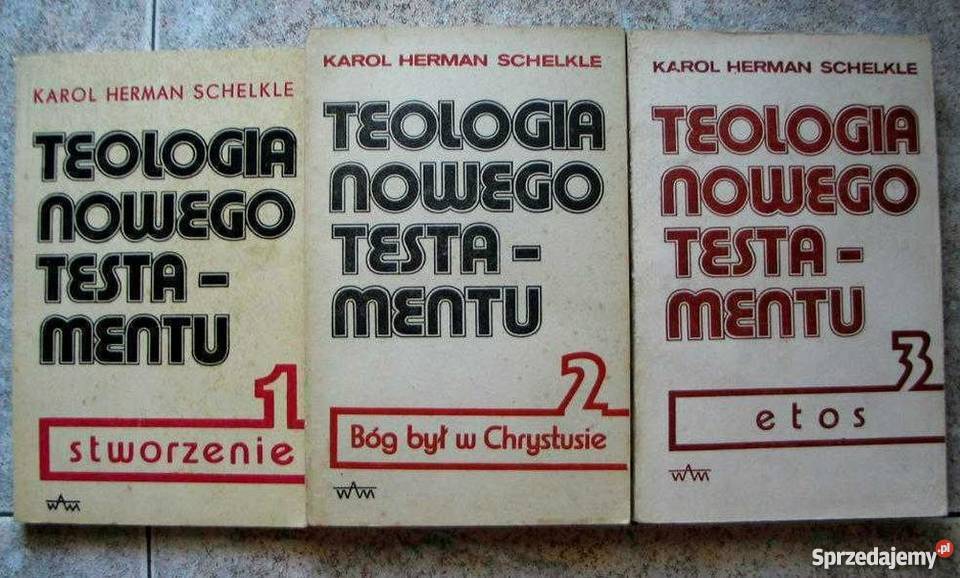 KAROL HERMAN SCHELKLE
TEOLOGIA
NOWEGO
TESTA-
MENTU
1
stworzenie
WAM
KAROL HERMAN SCHELKLE
TEOLOGIA
NOWEGO
TESTA-
MENTU
2
Bóg był w Chrystusie
WAM
KAROL HERMAN SCHELKLE
TEOLOGIA
NOWEGO
TESTA-
MENTU
3
etos
WAM
Sprzedajemy.pl